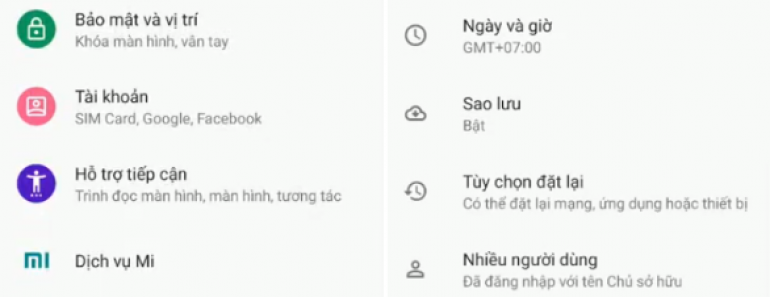 Bảo mật và vị trí
Khóa màn hình, vân tay
Tài khoản
SIM Card, Google, Facebook
Hỗ trợ tiếp cận
Trình đọc màn hình, màn hình, tương tác
Dịch vụ Mi
Ngày và giờ
GMT+07:00
Sao lưu
Bật
Tùy chọn đặt lại
Có thể đặt lại mạng, ứng dụng hoặc thiết bị
Nhiều người dùng
Đã đăng nhập với tên Chủ sở hữu